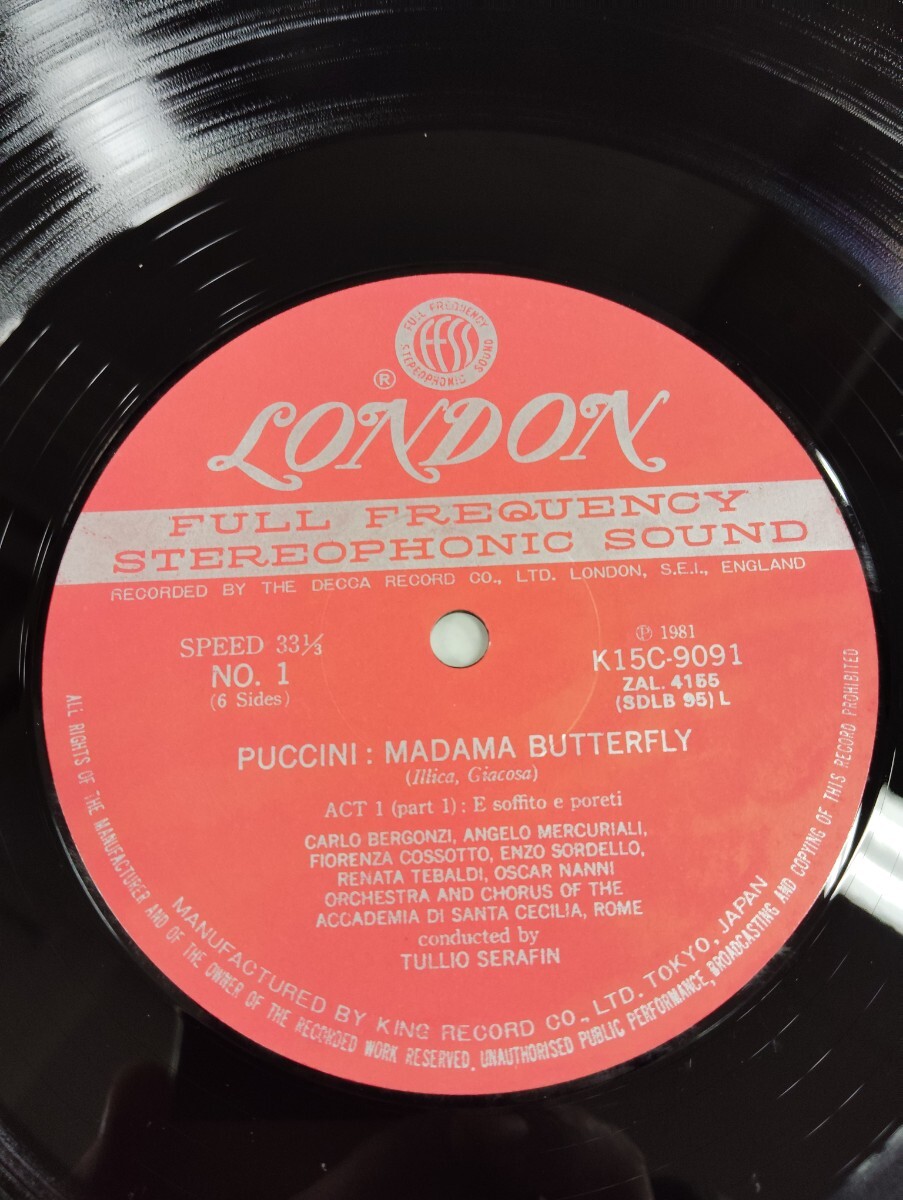 FULL FREQUENCY
ffss
STEREOPHONIC SOUND
®
LONDON
FULL FREQUENCY
STEREOPHONIC SOUND
RECORDED BY THE DECCA RECORD CO., LTD. LONDON, S.E.I., ENGLAND
SPEED 33⅓
NO. 1
(6 Sides)
℗ 1981
K15C-9091
ZAL. 4155
(SDLB 95) L
PUCCINI : MADAMA BUTTERFLY
(Illica, Giacosa)
ACT 1 (part 1) : E soffito e poreti
CARLO BERGONZI, ANGELO MERCURIALI,
FIORENZA COSSOTTO, ENZO SORDELLO,
RENATA TEBALDI, OSCAR NANNI
ORCHESTRA AND CHORUS OF THE
ACCADEMIA DI SANTA CECILIA, ROME
conducted by
TULLIO SERAFIN
MANUFACTURED BY KING RECORD CO., LTD. TOKYO, JAPAN
ALL RIGHTS OF THE MANUFACTURER AND OF THE OWNER OF THE RECORDED WORK RESERVED. UNAUTHORISED PUBLIC PERFORMANCE, BROADCASTING AND COPYING OF THIS RECORD PROHIBITED